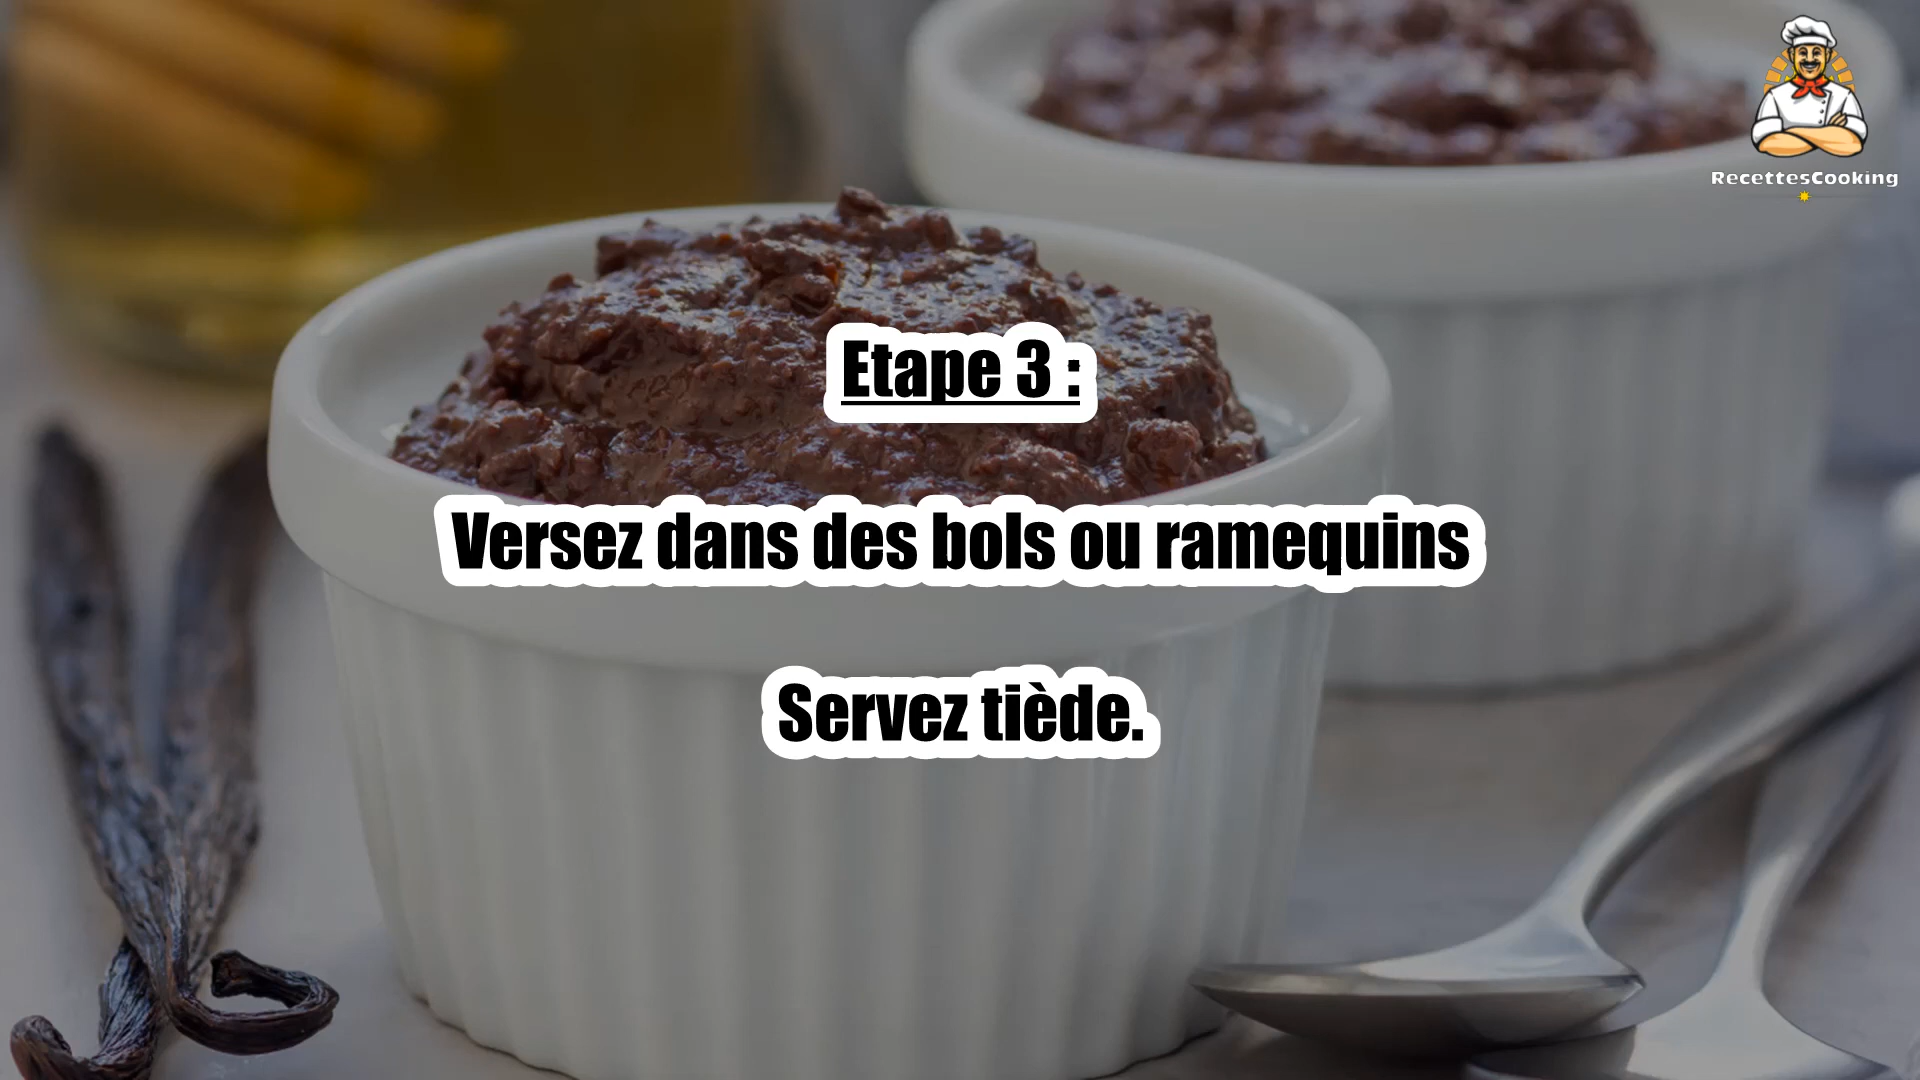 RecettesCooking
Etape 3 :
Versez dans des bols ou ramequins
Servez tiède.